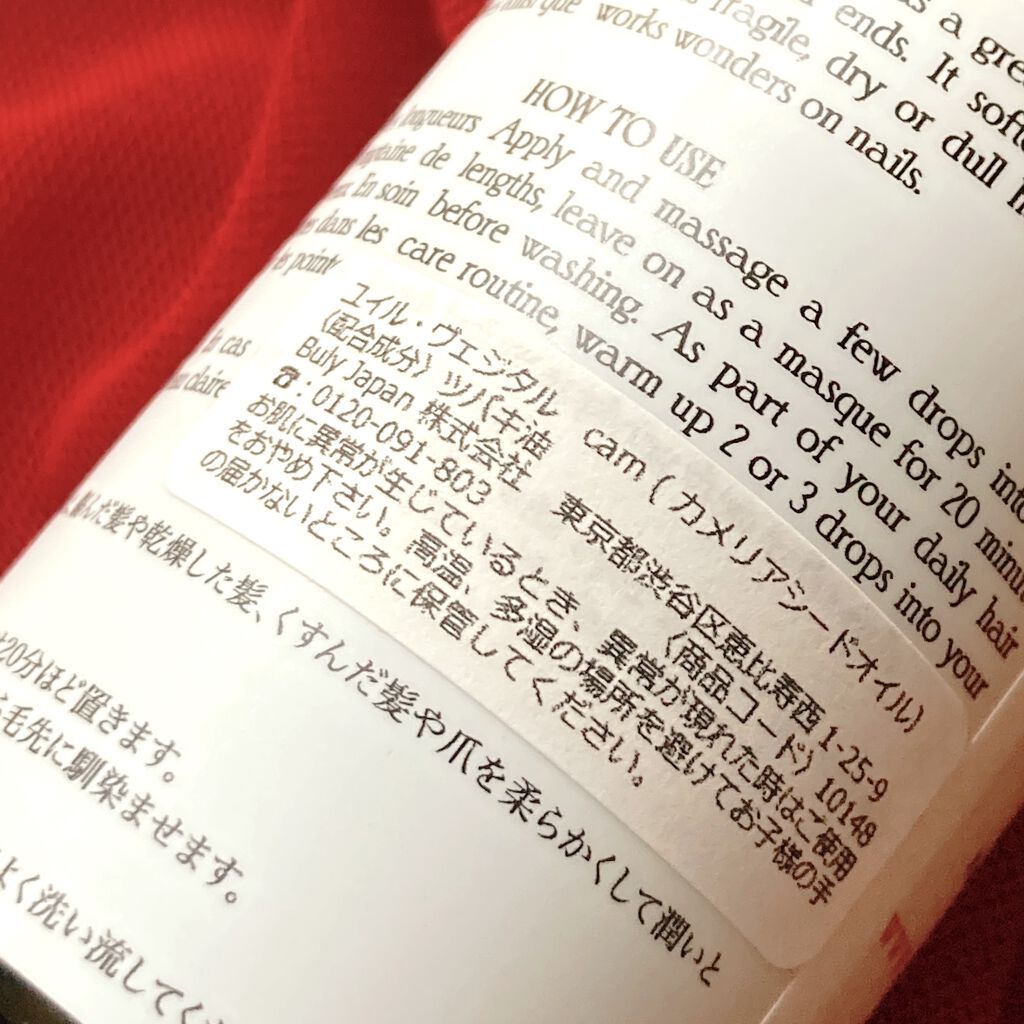 as a
ends. It
fragile, dry or dull
works wonders on nails.
HOW TO USE
longueurs Apply and massage a few drops into
de lengths, leave on as a masque for 20
En soin before washing. As part of your daily hair
dans les care routine, warm up 2 or 3 drops into your
cas
claire
ユイル・ヴェジタル cam (カメリアシードオイル)
〈配合成分〉ツバキ油
Buly Japan 株式会社 東京都渋谷区恵比寿西 1-25-9
☎:0120-091-803 〈商品コード〉10148
お肌に異常が生じているとき、異常が現れた時はご使用
をおやめ下さい。高温、多湿の場所を避けてお子様の手
の届かないところに保管してください。
んだ髪や乾燥した髪、くすんだ髪や爪を柔らかくして潤いと
20分ほど置きます。
毛先に馴染ませます。
よく洗い流して